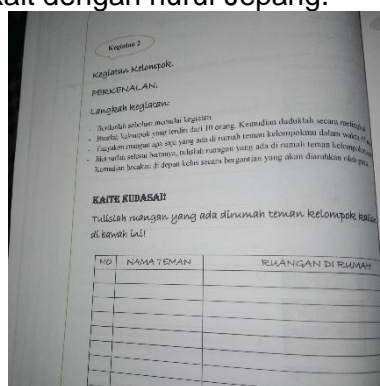 kait dengan huruf Jepang.
Kegiatan 2
Kegiatan Kelompok.
PERKENALAN.
Langkah kegiatan:
- Berdoalah sebelum memulai kegiatan.
- Buatlah kelompok yang terdiri dari 10 orang. Kemudian duduklah secara melingkar
- Tanyakan ruangan apa saja yang ada di rumah teman kelompokmu dalam waktu 10
- Jika sudah selesai bertanya, tulislah ruangan yang ada di rumah teman kelompok
Kemudian bacakan di depan kelas secara bergantian yang akan diarahkan oleh guru.
KAITE KUDASAI!
Tulislah ruangan yang ada dirumah teman kelompok kalian
di bawah ini!
NO NAMA TEMAN RUANGAN DI RUMAH